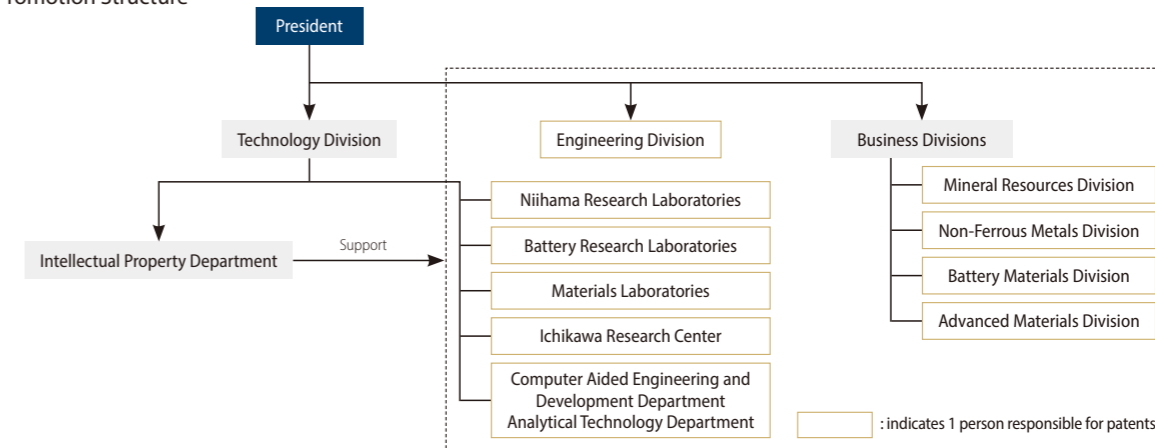 President
Technology Division
Engineering Division
Business Divisions
Intellectual Property Department
Support
Niihama Research Laboratories
Battery Research Laboratories
Materials Laboratories
Ichikawa Research Center
Computer Aided Engineering and
Development Department
Analytical Technology Department
Mineral Resources Division
Non-Ferrous Metals Division
Battery Materials Division
Advanced Materials Division
: indicates 1 person responsible for patents